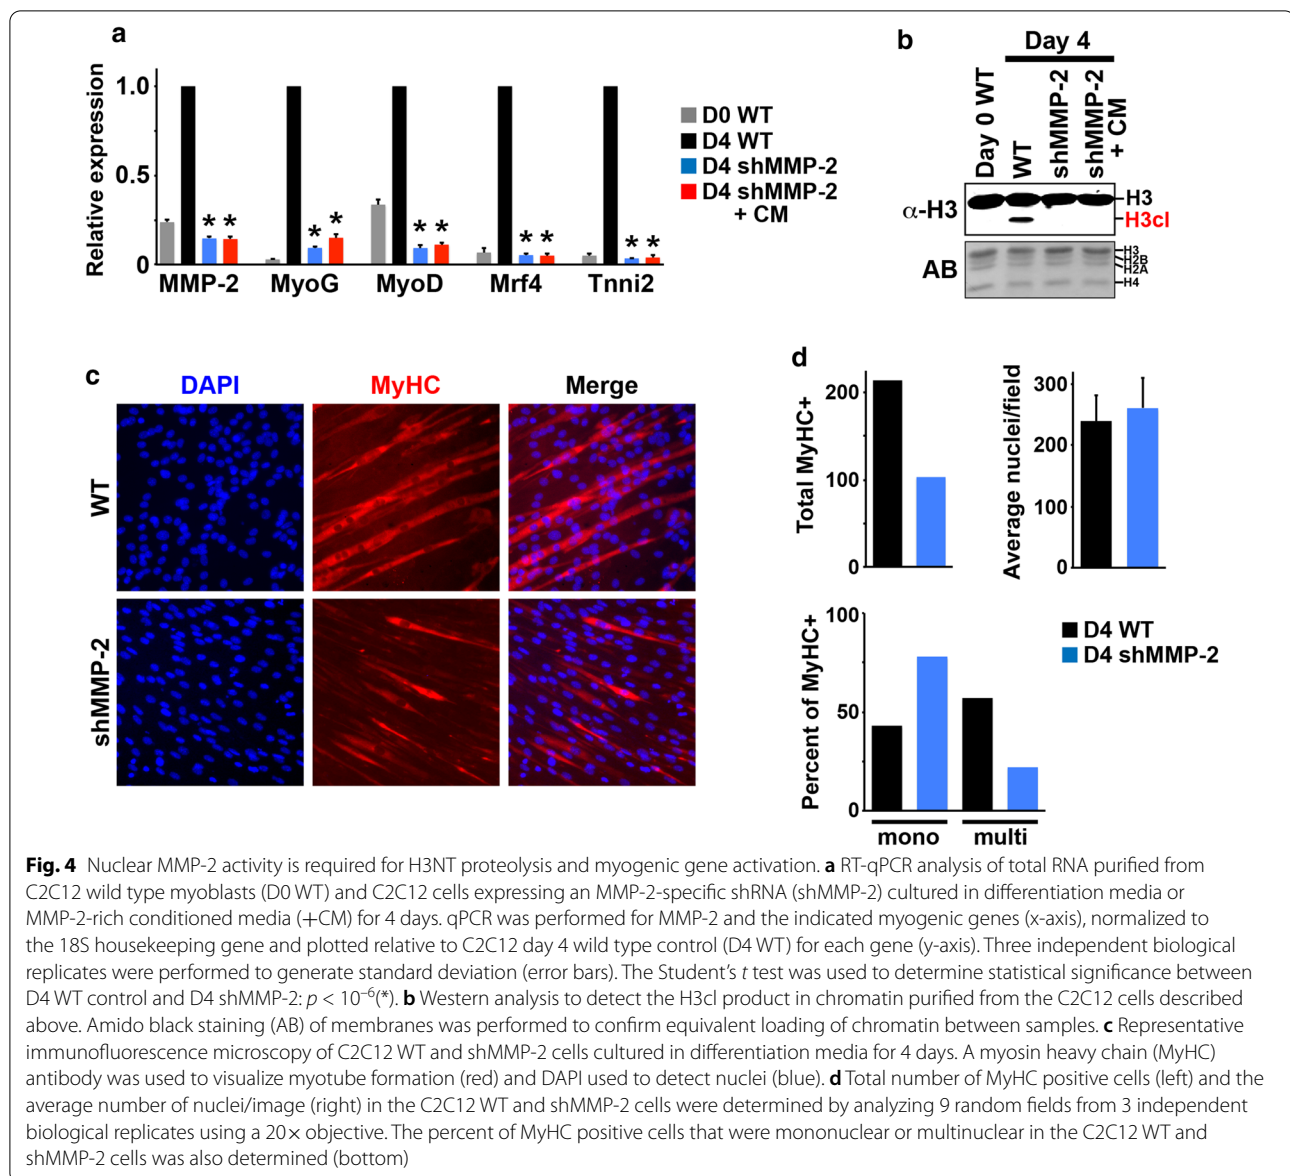 a
Relative expression
1.0
0.5
0
* *
* *
* *
* *
* *
MMP-2 MyoG MyoD Mrf4 Tnni2
D0 WT
D4 WT
D4 shMMP-2
D4 shMMP-2
+ CM
b
Day 4
Day 0 WT
WT
shMMP-2
shMMP-2
+ CM
α-H3
H3
H3cl
AB
H3
H2B
H2A
H4
c
DAPI MyHC Merge
WT
shMMP-2
d
Total MyHC+
200
100
0
Average nuclei/field
300
200
100
0
Percent of MyHC+
100
50
0
mono multi
D4 WT
D4 shMMP-2
Fig. 4 Nuclear MMP-2 activity is required for H3NT proteolysis and myogenic gene activation. a RT-qPCR analysis of total RNA purified from
C2C12 wild type myoblasts (D0 WT) and C2C12 cells expressing an MMP-2-specific shRNA (shMMP-2) cultured in differentiation media or
MMP-2-rich conditioned media (+CM) for 4 days. qPCR was performed for MMP-2 and the indicated myogenic genes (x-axis), normalized to
the 18S housekeeping gene and plotted relative to C2C12 day 4 wild type control (D4 WT) for each gene (y-axis). Three independent biological
replicates were performed to generate standard deviation (error bars). The Student's t test was used to determine statistical significance between
D4 WT control and D4 shMMP-2: p < 10⁻⁶(*). b Western analysis to detect the H3cl product in chromatin purified from the C2C12 cells described
above. Amido black staining (AB) of membranes was performed to confirm equivalent loading of chromatin between samples. c Representative
immunofluorescence microscopy of C2C12 WT and shMMP-2 cells cultured in differentiation media for 4 days. A myosin heavy chain (MyHC)
antibody was used to visualize myotube formation (red) and DAPI used to detect nuclei (blue). d Total number of MyHC positive cells (left) and the
average number of nuclei/image (right) in the C2C12 WT and shMMP-2 cells were determined by analyzing 9 random fields from 3 independent
biological replicates using a 20× objective. The percent of MyHC positive cells that were mononuclear or multinuclear in the C2C12 WT and
shMMP-2 cells was also determined (bottom)